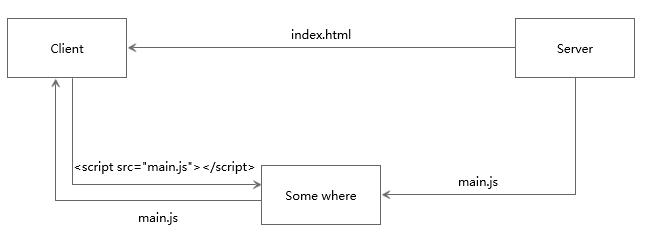 index.html
Client
Server
<script src="main.js"></script>
main.js
Some where
main.js